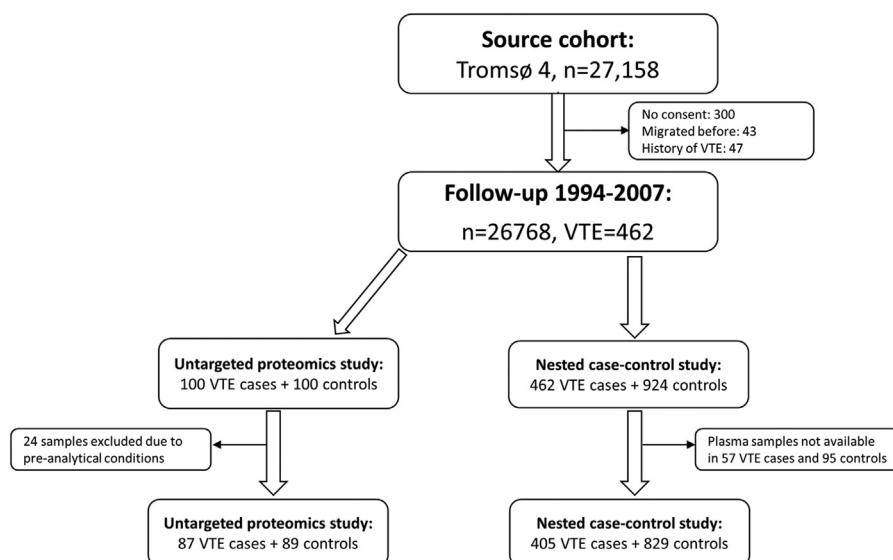 Source cohort:
Tromsø 4, n=27,158
No consent: 300
Migrated before: 43
History of VTE: 47
Follow-up 1994-2007:
n=26768, VTE=462
Untargeted proteomics study:
100 VTE cases + 100 controls
Nested case-control study:
462 VTE cases + 924 controls
24 samples excluded due to
pre-analytical conditions
Plasma samples not available
in 57 VTE cases and 95 controls
Untargeted proteomics study:
87 VTE cases + 89 controls
Nested case-control study:
405 VTE cases + 829 controls